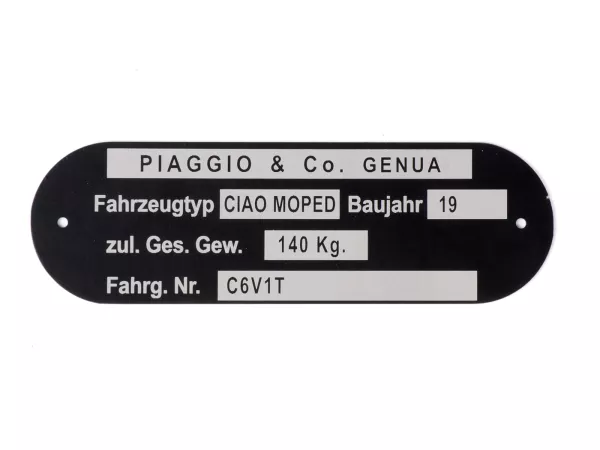 PIAGGIO & Co. GENUA
Fahrzeugtyp CIAO MOPED Baujahr 19
zul. Ges. Gew. 140 Kg.
Fahrg. Nr. C6V1T